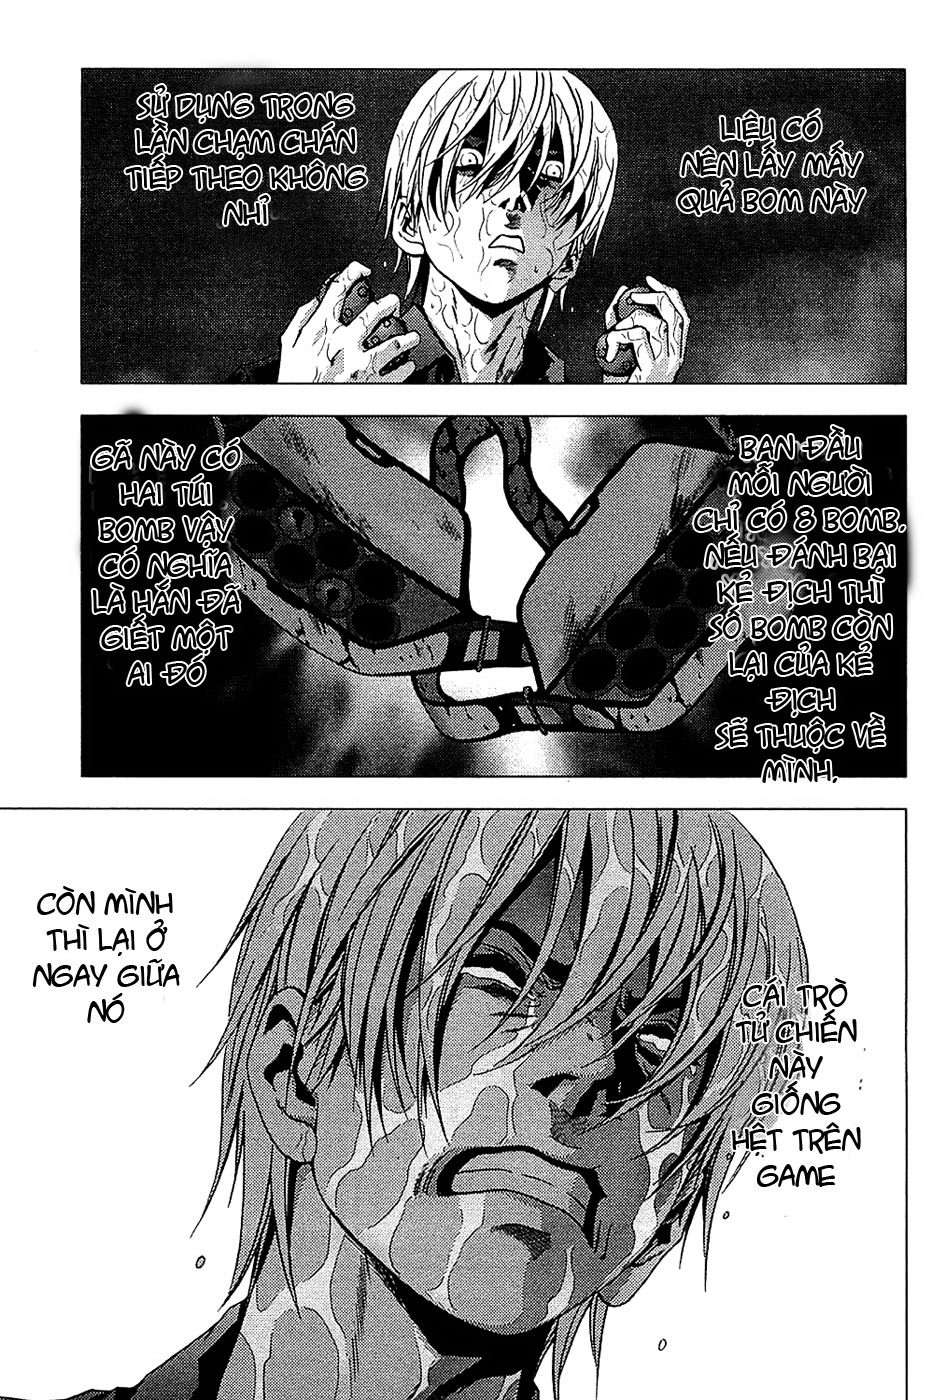 LIỆU CÓ
NÊN LẤY MẤY
QUẢ BOM NÀY
SỬ DỤNG TRONG
LẦN CHẠM CHÁN
TIẾP THEO KHÔNG
NHỈ
BAN ĐẦU
MỖI NGƯỜI
CHỈ CÓ 8 BOMB.
NẾU ĐÁNH BẠI
KẺ ĐỊCH THÌ
SỐ BOMB CÒN
LẠI CỦA KẺ
ĐỊCH
SẼ THUỘC VỀ
MÌNH.
GÃ NÀY CÓ
HAI TÚI
BOMB VẬY
CÓ NGHĨA
LÀ HẮN ĐÃ
GIẾT MỘT
AI ĐÓ
CÁI TRÒ
TỬ CHIẾN
NÀY
GIỐNG
HỆT TRÊN
GAME
CÒN MÌNH
THÌ LẠI Ở
NGAY GIỮA
NÓ